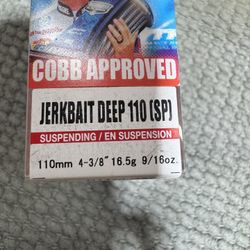 COBB APPROVED
JERKBAIT DEEP 110 (SP)
SUSPENDING / EN SUSPENSION
110mm 4-3/8" 16.5g 9/16oz.